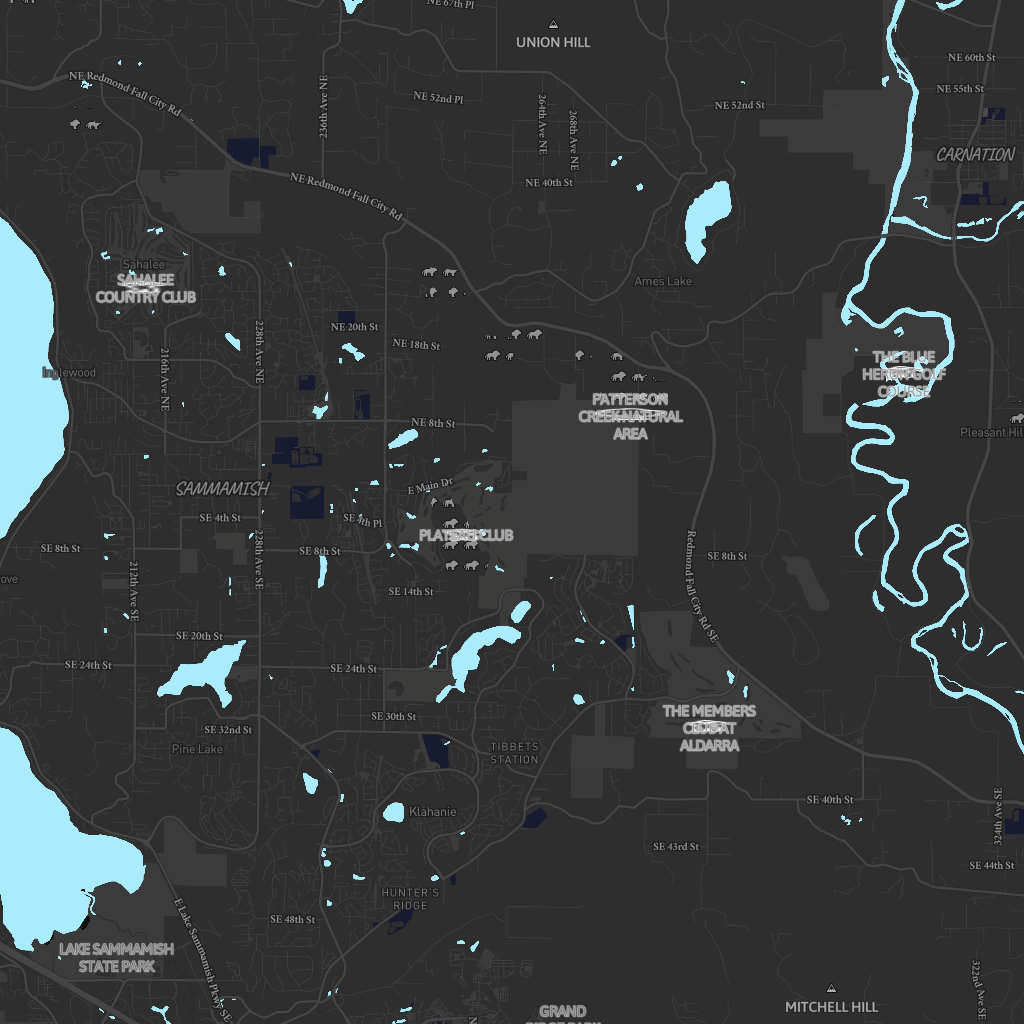 NE 67th Pl
UNION HILL
NE 60th St
NE Redmond Fall City Rd
236th Ave NE
NE 52nd Pl
264th Ave NE
268th Ave NE
NE 52nd St
NE 55th St
CARNATION
NE Redmond Fall City Rd
NE 40th St
Sahalee
SAHALEE
COUNTRY CLUB
Ames Lake
NE 20th St
NE 18th St
228th Ave NE
216th Ave NE
Inglewood
THE BLUE
HERON GOLF
COURSE
PATTERSON
CREEK NATURAL
AREA
NE 8th St
Pleasant Hil
SAMMAMISH
E Main Dr
SE 4th St
SE 4th Pl
PLATEAU CLUB
SE 8th St
SE 8th St
SE 8th St
228th Ave SE
212th Ave SE
Redmond Fall City Rd SE
ove
SE 14th St
SE 20th St
SE 24th St
SE 24th St
SE 30th St
SE 32nd St
THE MEMBERS
CLUB AT
ALDARRA
Pine Lake
TIBBETS
STATION
Klahanie
SE 40th St
324th Ave SE
SE 43rd St
SE 44th St
HUNTER'S
RIDGE
SE 48th St
E Lake Sammamish Pkwy SE
LAKE SAMMAMISH
STATE PARK
322nd Ave SE
MITCHELL HILL
GRAND